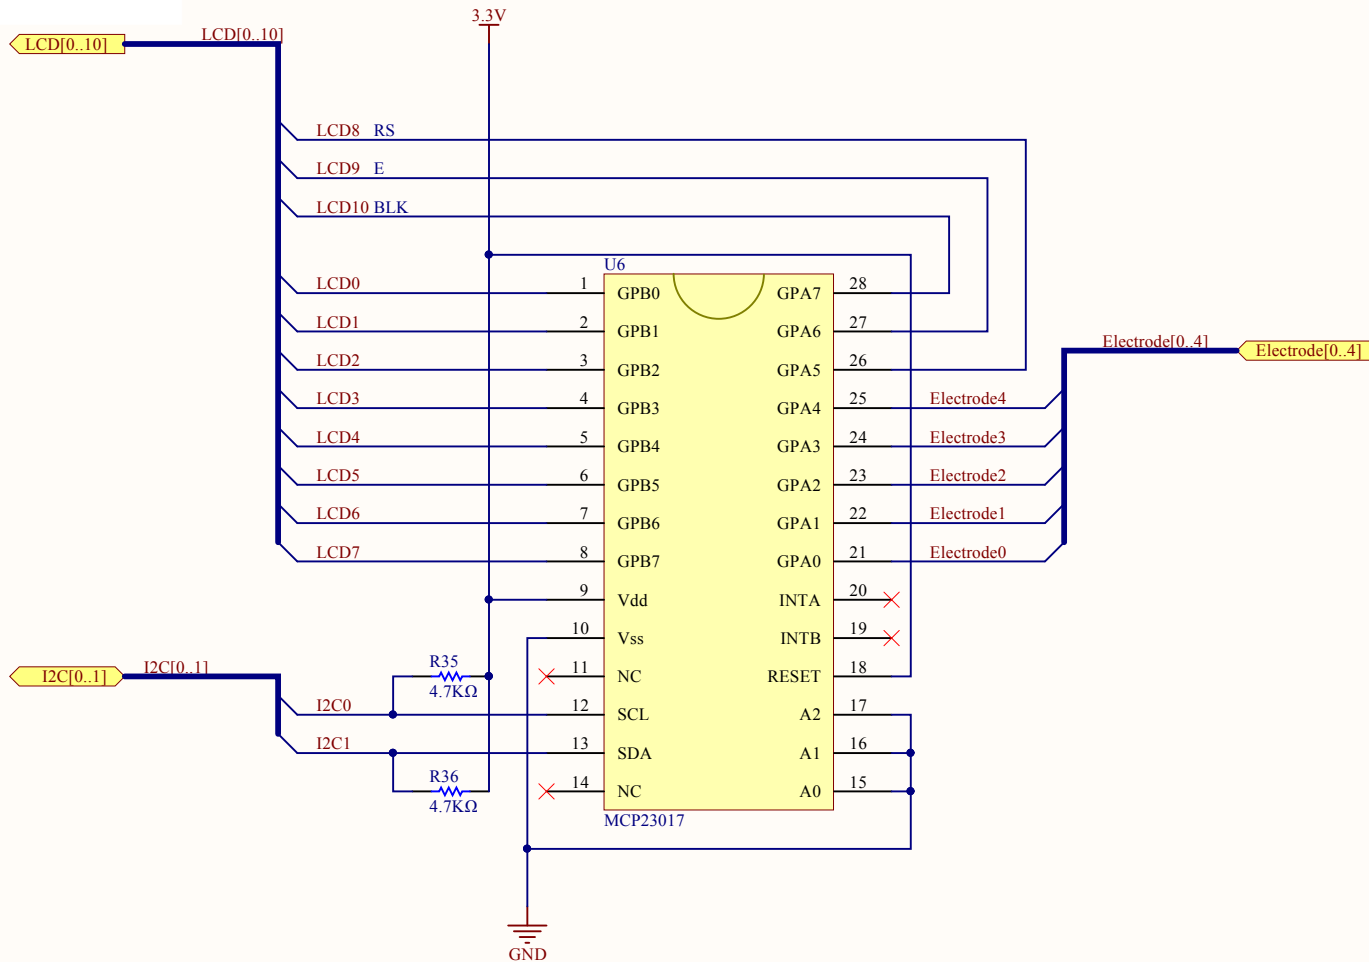 3.3V
LCD[0..10]
LCD[0..10]
LCD8 RS
LCD9 E
LCD10 BLK
U6
LCD0 1 GPB0 GPA7 28
LCD1 2 GPB1 GPA6 27
LCD2 3 GPB2 GPA5 26
LCD3 4 GPB3 GPA4 25 Electrode4
LCD4 5 GPB4 GPA3 24 Electrode3
LCD5 6 GPB5 GPA2 23 Electrode2
LCD6 7 GPB6 GPA1 22 Electrode1
LCD7 8 GPB7 GPA0 21 Electrode0
Electrode[0..4]
Electrode[0..4]
9 Vdd INTA 20
10 Vss INTB 19
11 NC RESET 18
I2C[0..1]
I2C[0..1]
R35
4.7KΩ
I2C0 12 SCL A2 17
I2C1 13 SDA A1 16
R36
4.7KΩ
14 NC A0 15
MCP23017
GND